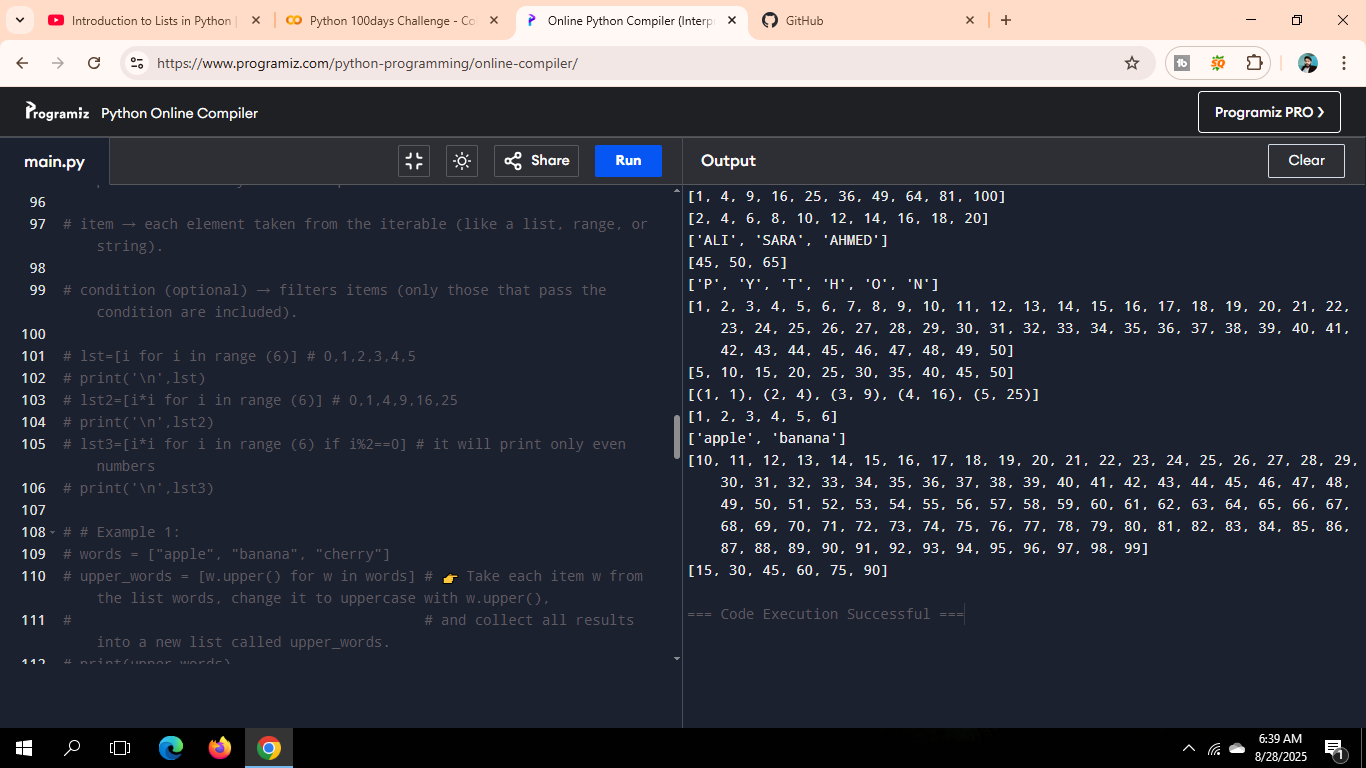 Introduction to Lists in Python |
Python 100days Challenge - Co
Online Python Compiler (Interp
GitHub
https://www.programiz.com/python-programming/online-compiler/
Programiz Python Online Compiler
Programiz PRO
main.py
Share
Run
Output
Clear
96
97 # item → each element taken from the iterable (like a list, range, or
string).
98
99 # condition (optional) → filters items (only those that pass the
condition are included).
100
101 # lst=[i for i in range (6)] # 0,1,2,3,4,5
102 # print('\n',lst)
103 # lst2=[i*i for i in range (6)] # 0,1,4,9,16,25
104 # print('\n',lst2)
105 # lst3=[i*i for i in range (6) if i%2==0] # it will print only even
numbers
106 # print('\n',lst3)
107
108 # # Example 1:
109 # words = ["apple", "banana", "cherry"]
110 # upper_words = [w.upper() for w in words] # 👉 Take each item w from
the list words, change it to uppercase with w.upper(),
111 # # and collect all results
into a new list called upper_words.
112 # print(upper_words)
[1, 4, 9, 16, 25, 36, 49, 64, 81, 100]
[2, 4, 6, 8, 10, 12, 14, 16, 18, 20]
['ALI', 'SARA', 'AHMED']
[45, 50, 65]
['P', 'Y', 'T', 'H', 'O', 'N']
[1, 2, 3, 4, 5, 6, 7, 8, 9, 10, 11, 12, 13, 14, 15, 16, 17, 18, 19, 20, 21, 22,
23, 24, 25, 26, 27, 28, 29, 30, 31, 32, 33, 34, 35, 36, 37, 38, 39, 40, 41,
42, 43, 44, 45, 46, 47, 48, 49, 50]
[5, 10, 15, 20, 25, 30, 35, 40, 45, 50]
[(1, 1), (2, 4), (3, 9), (4, 16), (5, 25)]
[1, 2, 3, 4, 5, 6]
['apple', 'banana']
[10, 11, 12, 13, 14, 15, 16, 17, 18, 19, 20, 21, 22, 23, 24, 25, 26, 27, 28, 29,
30, 31, 32, 33, 34, 35, 36, 37, 38, 39, 40, 41, 42, 43, 44, 45, 46, 47, 48,
49, 50, 51, 52, 53, 54, 55, 56, 57, 58, 59, 60, 61, 62, 63, 64, 65, 66, 67,
68, 69, 70, 71, 72, 73, 74, 75, 76, 77, 78, 79, 80, 81, 82, 83, 84, 85, 86,
87, 88, 89, 90, 91, 92, 93, 94, 95, 96, 97, 98, 99]
[15, 30, 45, 60, 75, 90]
=== Code Execution Successful ===
6:39 AM
8/28/2025
1